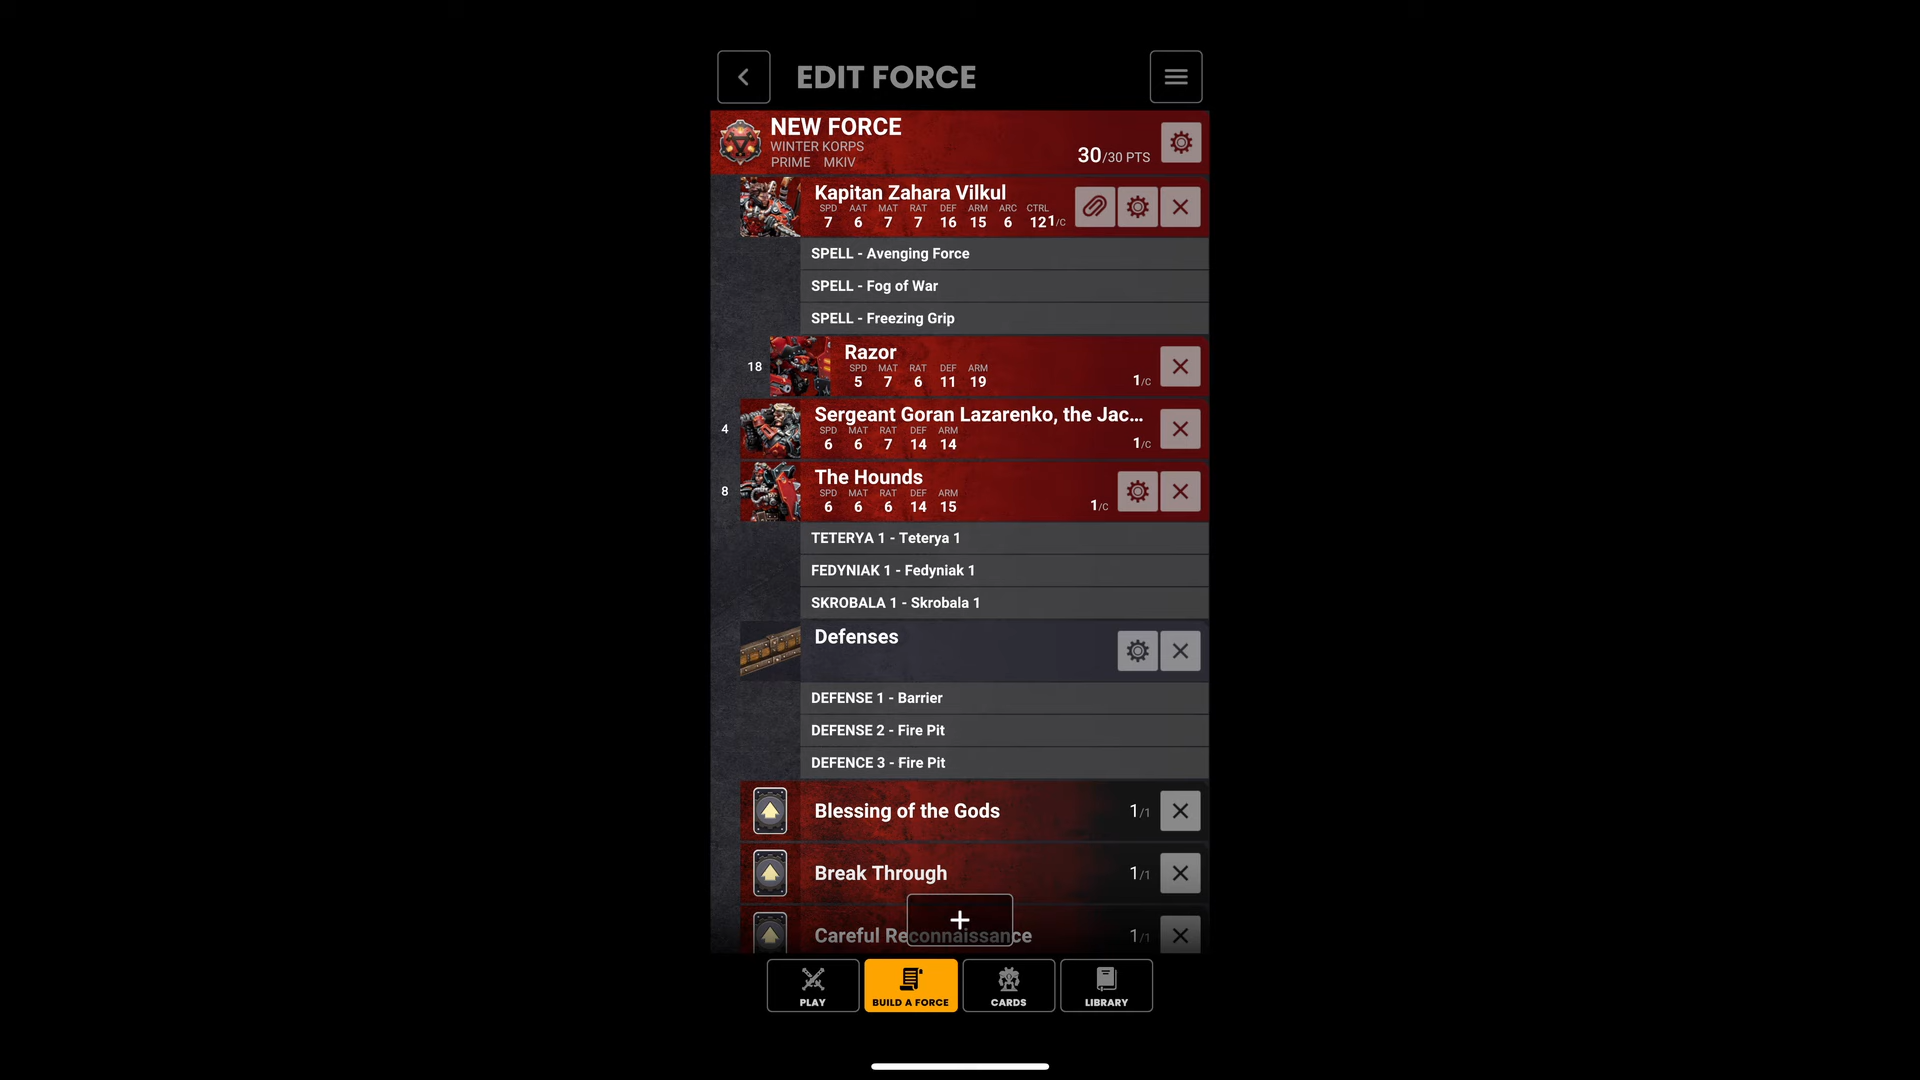 EDIT FORCE
NEW FORCE
WINTER KORPS
PRIME MKIV
30/30 PTS
Kapitan Zahara Vilkul
SPD AAT MAT RAT DEF ARM ARC CTRL
7 6 7 7 16 15 6 12 1/C
SPELL - Avenging Force
SPELL - Fog of War
SPELL - Freezing Grip
18
Razor
SPD MAT RAT DEF ARM
5 7 6 11 19
1/C
4
Sergeant Goran Lazarenko, the Jac...
SPD MAT RAT DEF ARM
6 6 7 14 14
1/C
8
The Hounds
SPD MAT RAT DEF ARM
6 6 6 14 15
1/C
TETERYA 1 - Teterya 1
FEDYNIAK 1 - Fedyniak 1
SKROBALA 1 - Skrobala 1
Defenses
DEFENSE 1 - Barrier
DEFENSE 2 - Fire Pit
DEFENCE 3 - Fire Pit
Blessing of the Gods 1/1
Break Through 1/1
Careful Reconnaissance 1/1
PLAY
BUILD A FORCE
CARDS
LIBRARY